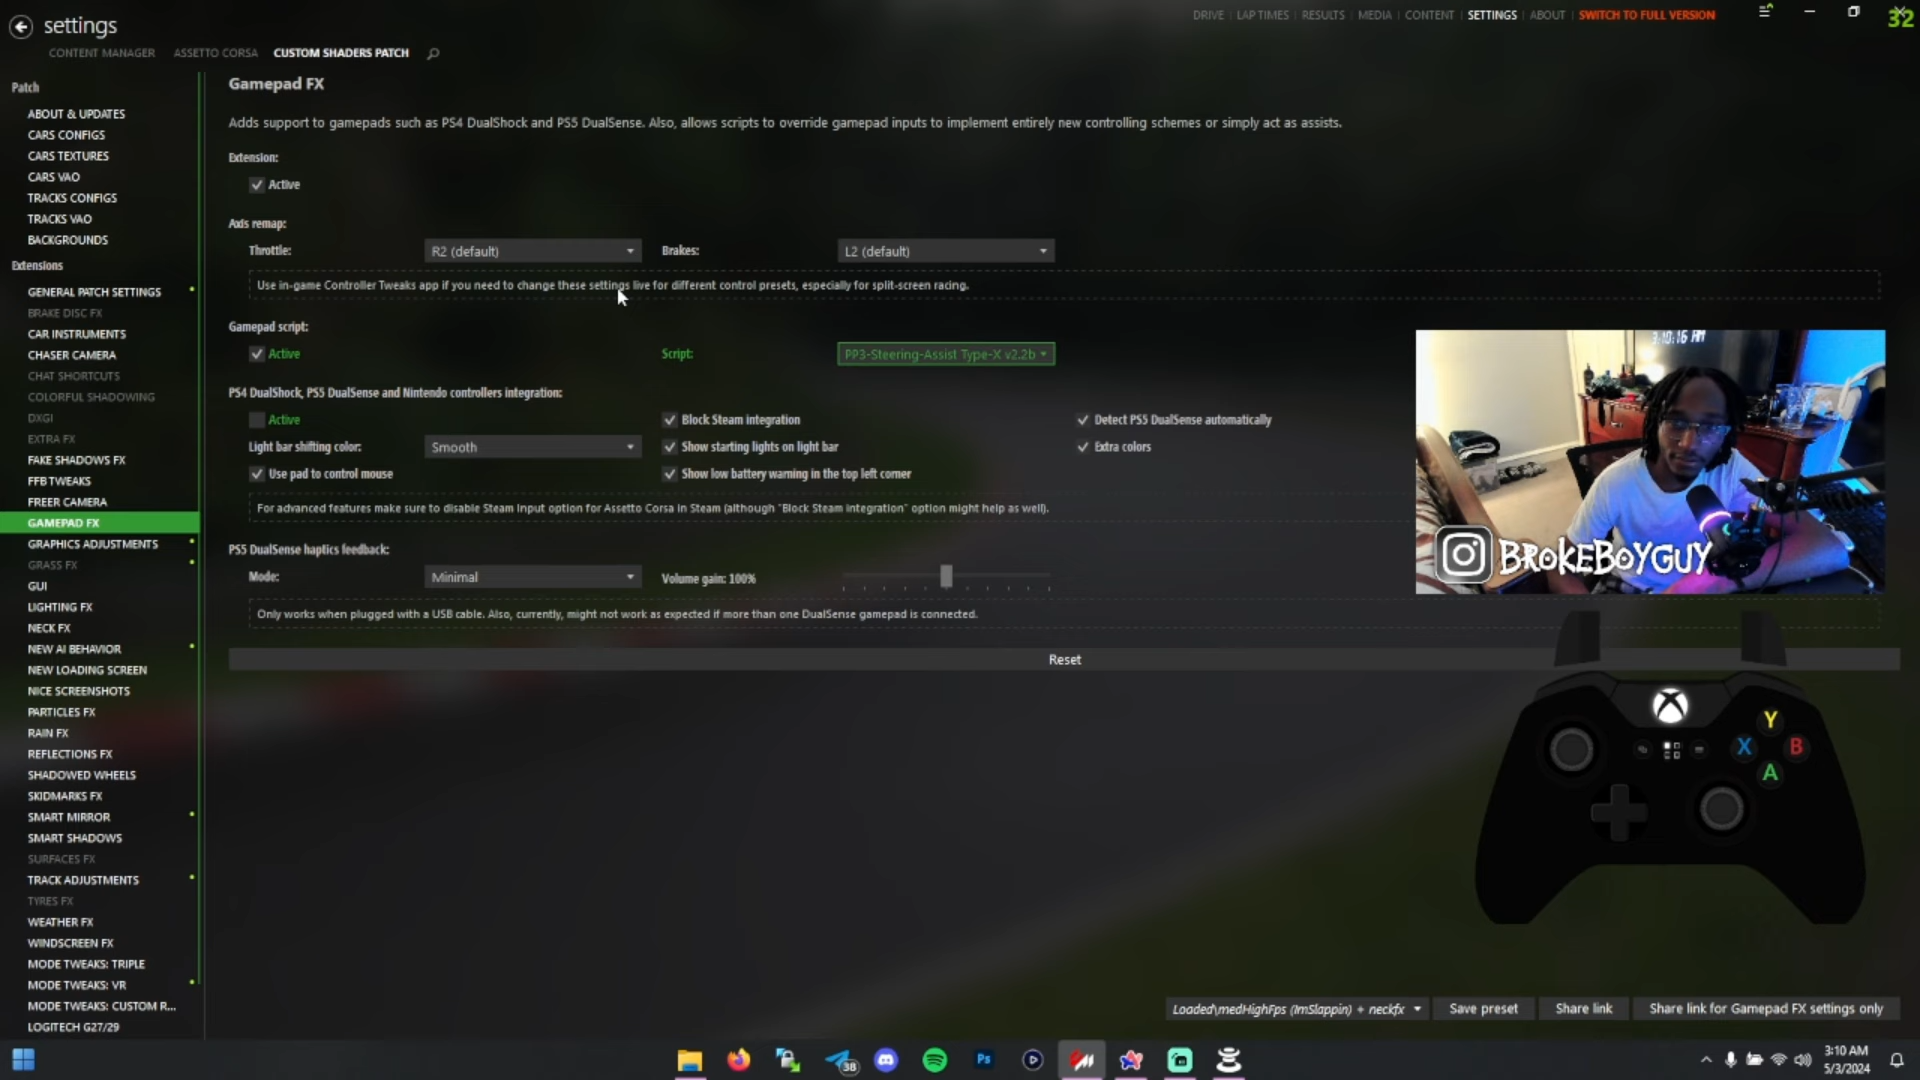 settings
DRIVE | LAP TIMES | RESULTS | MEDIA | CONTENT | SETTINGS | ABOUT | SWITCH TO FULL VERSION
32
CONTENT MANAGER ASSETTO CORSA CUSTOM SHADERS PATCH
Patch
ABOUT & UPDATES
CARS CONFIGS
CARS TEXTURES
CARS VAO
TRACKS CONFIGS
TRACKS VAO
BACKGROUNDS
Extensions
GENERAL PATCH SETTINGS
BRAKE DISC FX
CAR INSTRUMENTS
CHASER CAMERA
CHAT SHORTCUTS
COLORFUL SHADOWING
DXGI
EXTRA FX
FAKE SHADOWS FX
FFB TWEAKS
FREER CAMERA
GAMEPAD FX
GRAPHICS ADJUSTMENTS
GRASS FX
GUI
LIGHTING FX
NECK FX
NEW AI BEHAVIOR
NEW LOADING SCREEN
NICE SCREENSHOTS
PARTICLES FX
RAIN FX
REFLECTIONS FX
SHADOWED WHEELS
SKIDMARKS FX
SMART MIRROR
SMART SHADOWS
SURFACES FX
TRACK ADJUSTMENTS
TYRES FX
WEATHER FX
WINDSCREEN FX
MODE TWEAKS: TRIPLE
MODE TWEAKS: VR
MODE TWEAKS: CUSTOM R...
LOGITECH G27/29
Gamepad FX
Adds support to gamepads such as PS4 DualShock and PS5 DualSense. Also, allows scripts to override gamepad inputs to implement entirely new controlling schemes or simply act as assists.
Extension:
Active
Axis remap:
Throttle: R2 (default) Brakes: L2 (default)
Use in-game Controller Tweaks app if you need to change these settings live for different control presets, especially for split-screen racing.
Gamepad script:
Active Script: PP3-Steering-Assist Type-X v2.2b
PS4 DualShock, PS5 DualSense and Nintendo controllers integration:
Active Block Steam integration Detect PS5 DualSense automatically
Light bar shifting color: Smooth Show starting lights on light bar Extra colors
Use pad to control mouse Show low battery warning in the top left corner
For advanced features make sure to disable Steam Input option for Assetto Corsa in Steam (although "Block Steam integration" option might help as well).
PS5 DualSense haptics feedback:
Mode: Minimal Volume gain: 100%
Only works when plugged with a USB cable. Also, currently, might not work as expected if more than one DualSense gamepad is connected.
Reset
BROKEBOYGUY
Y
X B
A
Loaded\medHighFps (ImSlappin) + neckfx Save preset Share link Share link for Gamepad FX settings only
38
Ps
3:10 AM
5/3/2024